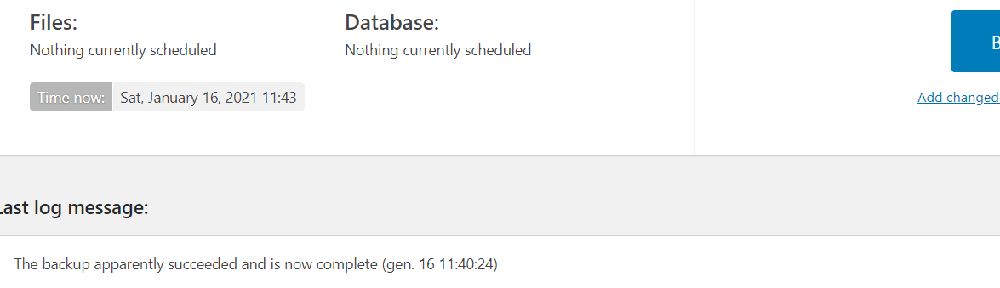 Files:
Database:
Nothing currently scheduled
Nothing currently scheduled
Time now: Sat, January 16, 2021 11:43
B
Add changed
Last log message:
The backup apparently succeeded and is now complete (gen. 16 11:40:24)